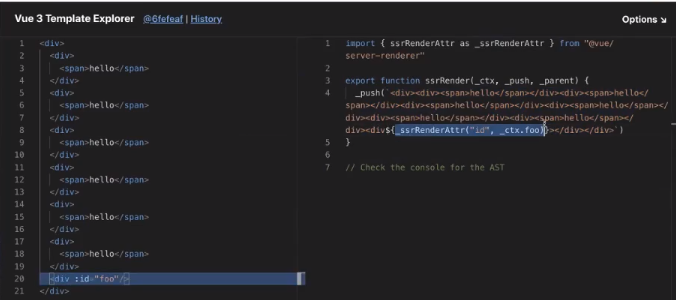 Vue 3 Template Explorer @6fefeaf | History
Options ↘
1 <div>
2 <div>
3 <span>hello</span>
4 </div>
5 <div>
6 <span>hello</span>
7 </div>
8 <div>
9 <span>hello</span>
10 </div>
11 <div>
12 <span>hello</span>
13 </div>
14 <div>
15 <span>hello</span>
16 </div>
17 <div>
18 <span>hello</span>
19 </div>
20 <div :id="foo"/>
21 </div>
1 import { ssrRenderAttr as _ssrRenderAttr } from "@vue/
server-renderer"
2
3 export function ssrRender(_ctx, _push, _parent) {
4 _push(`<div><div><span>hello</span></div><div><span>hello</
span></div><div><span>hello</span></div><div><span>hello</span></
div><div><span>hello</span></div><div><span>hello</span></
div><div${_ssrRenderAttr("id", _ctx.foo)}></div></div>`)
5 }
6
7 // Check the console for the AST